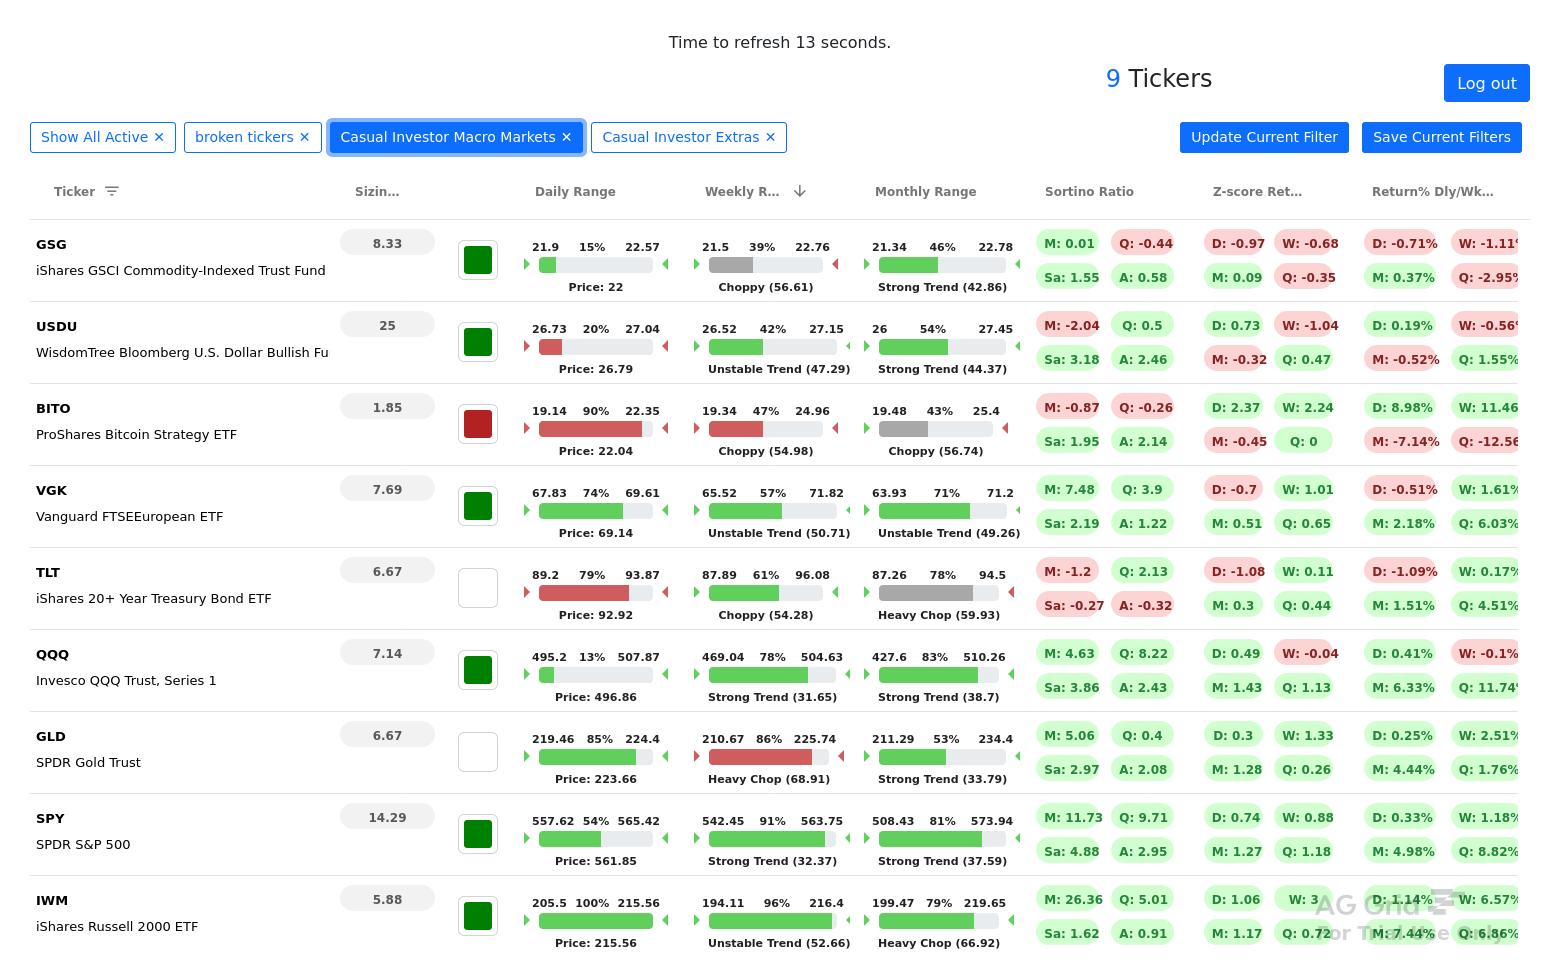 Time to refresh 13 seconds.
9 Tickers
Log out
Show All Active ✕ broken tickers ✕ Casual Investor Macro Markets ✕ Casual Investor Extras ✕ Update Current Filter Save Current Filters
Ticker Sizin... Daily Range Weekly R... Monthly Range Sortino Ratio Z-score Ret... Return% Dly/Wk...
GSG 8.33 21.9 15% 22.57 21.5 39% 22.76 21.34 46% 22.78 M: 0.01 Q: -0.44 D: -0.97 W: -0.68 D: -0.71% W: -1.11%
iShares GSCI Commodity-Indexed Trust Fund Price: 22 Choppy (56.61) Strong Trend (42.86) Sa: 1.55 A: 0.58 M: 0.09 Q: -0.35 M: 0.37% Q: -2.95%
USDU 25 26.73 20% 27.04 26.52 42% 27.15 26 54% 27.45 M: -2.04 Q: 0.5 D: 0.73 W: -1.04 D: 0.19% W: -0.56%
WisdomTree Bloomberg U.S. Dollar Bullish Fu Price: 26.79 Unstable Trend (47.29) Strong Trend (44.37) Sa: 3.18 A: 2.46 M: -0.32 Q: 0.47 M: -0.52% Q: 1.55%
BITO 1.85 19.14 90% 22.35 19.34 47% 24.96 19.48 43% 25.4 M: -0.87 Q: -0.26 D: 2.37 W: 2.24 D: 8.98% W: 11.46
ProShares Bitcoin Strategy ETF Price: 22.04 Choppy (54.98) Choppy (56.74) Sa: 1.95 A: 2.14 M: -0.45 Q: 0 M: -7.14% Q: -12.56
VGK 7.69 67.83 74% 69.61 65.52 57% 71.82 63.93 71% 71.2 M: 7.48 Q: 3.9 D: -0.7 W: 1.01 D: -0.51% W: 1.61%
Vanguard FTSEEuropean ETF Price: 69.14 Unstable Trend (50.71) Unstable Trend (49.26) Sa: 2.19 A: 1.22 M: 0.51 Q: 0.65 M: 2.18% Q: 6.03%
TLT 6.67 89.2 79% 93.87 87.89 61% 96.08 87.26 78% 94.5 M: -1.2 Q: 2.13 D: -1.08 W: 0.11 D: -1.09% W: 0.17%
iShares 20+ Year Treasury Bond ETF Price: 92.92 Choppy (54.28) Heavy Chop (59.93) Sa: -0.27 A: -0.32 M: 0.3 Q: 0.44 M: 1.51% Q: 4.51%
QQQ 7.14 495.2 13% 507.87 469.04 78% 504.63 427.6 83% 510.26 M: 4.63 Q: 8.22 D: 0.49 W: -0.04 D: 0.41% W: -0.1%
Invesco QQQ Trust, Series 1 Price: 496.86 Strong Trend (31.65) Strong Trend (38.7) Sa: 3.86 A: 2.43 M: 1.43 Q: 1.13 M: 6.33% Q: 11.74%
GLD 6.67 219.46 85% 224.4 210.67 86% 225.74 211.29 53% 234.4 M: 5.06 Q: 0.4 D: 0.3 W: 1.33 D: 0.25% W: 2.51%
SPDR Gold Trust Price: 223.66 Heavy Chop (68.91) Strong Trend (33.79) Sa: 2.97 A: 2.08 M: 1.28 Q: 0.26 M: 4.44% Q: 1.76%
SPY 14.29 557.62 54% 565.42 542.45 91% 563.75 508.43 81% 573.94 M: 11.73 Q: 9.71 D: 0.74 W: 0.88 D: 0.33% W: 1.18%
SPDR S&P 500 Price: 561.85 Strong Trend (32.37) Strong Trend (37.59) Sa: 4.88 A: 2.95 M: 1.27 Q: 1.18 M: 4.98% Q: 8.82%
IWM 5.88 205.5 100% 215.56 194.11 96% 216.4 199.47 79% 219.65 M: 26.36 Q: 5.01 D: 1.06 W: 3 D: 1.14% W: 6.57%
iShares Russell 2000 ETF Price: 215.56 Unstable Trend (52.66) Heavy Chop (66.92) Sa: 1.62 A: 0.91 M: 1.17 Q: 0.72 M: 7.44% Q: 6.86%
AG Grid
For Trial Use Only